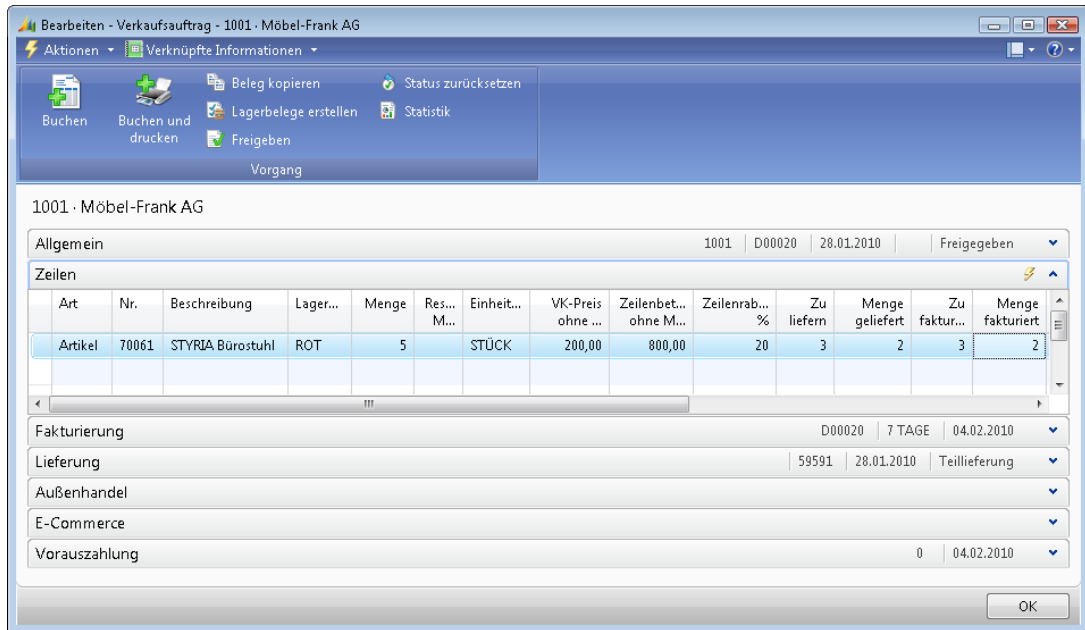 Bearbeiten - Verkaufsauftrag - 1001 · Möbel-Frank AG
Aktionen Verknüpfte Informationen
Buchen
Buchen und drucken
Beleg kopieren
Lagerbelege erstellen
Freigeben
Status zurücksetzen
Statistik
Vorgang
1001 · Möbel-Frank AG
Allgemein 1001 D00020 28.01.2010 Freigegeben
Zeilen
Art Nr. Beschreibung Lager... Menge Res... M... Einheit... VK-Preis ohne ... Zeilenbet... ohne M... Zeilenrab... % Zu liefern Menge geliefert Zu faktur... Menge fakturiert
Artikel 70061 STYRIA Bürostuhl ROT 5 STÜCK 200,00 800,00 20 3 2 3 2
Fakturierung D00020 7 TAGE 04.02.2010
Lieferung 59591 28.01.2010 Teillieferung
Außenhandel
E-Commerce
Vorauszahlung 0 04.02.2010
OK